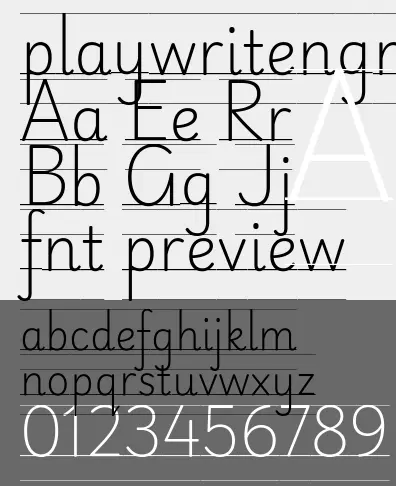 playwritengr
Aa Ee Rr
A
Bb Gg Jj
fnt preview
abcdefghijklm
nopqrstuvwxyz
0123456789